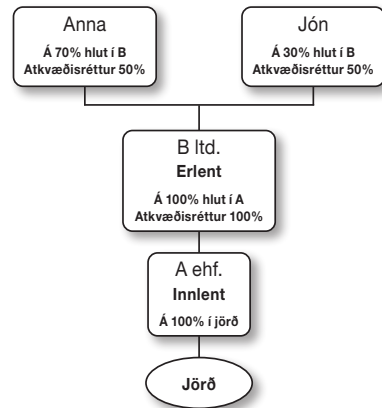 Anna
Á 70% hlut í B
Atkvæðisréttur 50%
Jón
Á 30% hlut í B
Atkvæðisréttur 50%
B ltd.
Erlent
Á 100% hlut í A
Atkvæðisréttur 100%
A ehf.
Innlent
Á 100% í jörð
Jörð